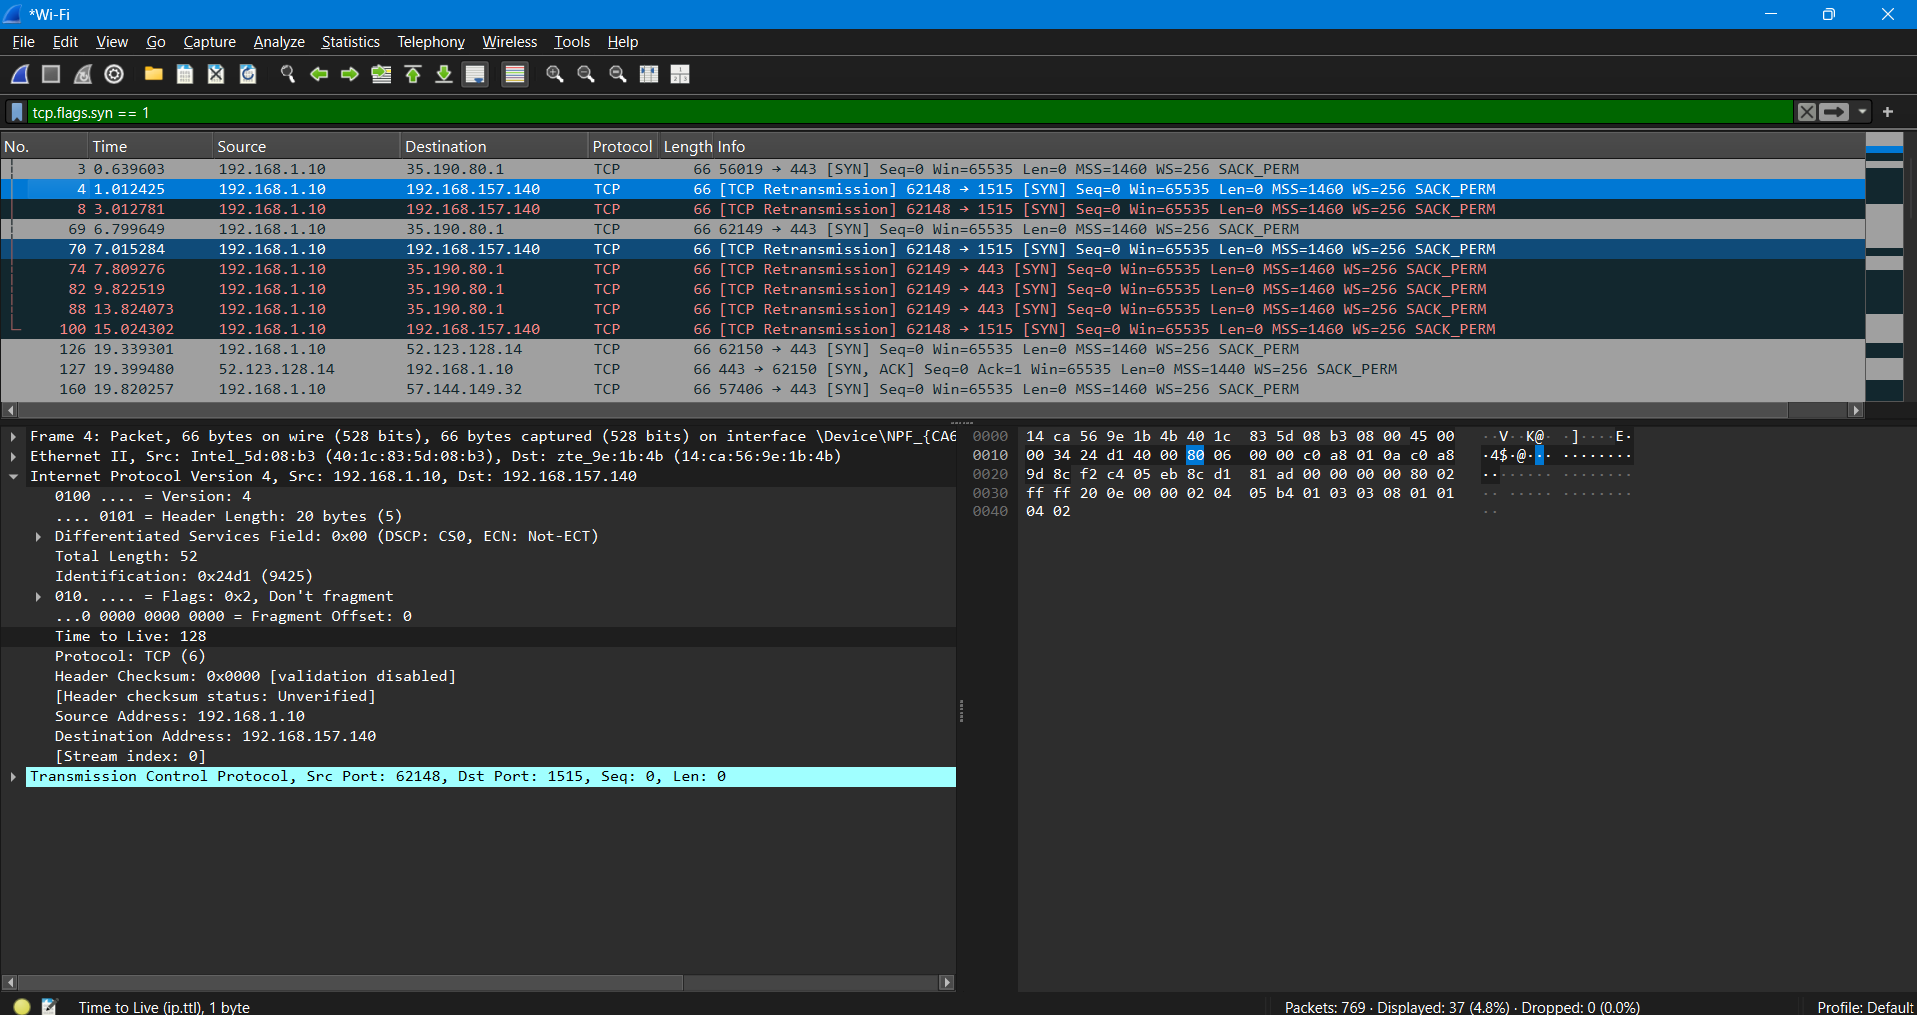 *Wi-Fi
File Edit View Go Capture Analyze Statistics Telephony Wireless Tools Help
tcp.flags.syn == 1
No. Time Source Destination Protocol Length Info
3 0.639603 192.168.1.10 35.190.80.1 TCP 66 56019 → 443 [SYN] Seq=0 Win=65535 Len=0 MSS=1460 WS=256 SACK_PERM
4 1.012425 192.168.1.10 192.168.157.140 TCP 66 [TCP Retransmission] 62148 → 1515 [SYN] Seq=0 Win=65535 Len=0 MSS=1460 WS=256 SACK_PERM
8 3.012781 192.168.1.10 192.168.157.140 TCP 66 [TCP Retransmission] 62148 → 1515 [SYN] Seq=0 Win=65535 Len=0 MSS=1460 WS=256 SACK_PERM
69 6.799649 192.168.1.10 35.190.80.1 TCP 66 62149 → 443 [SYN] Seq=0 Win=65535 Len=0 MSS=1460 WS=256 SACK_PERM
70 7.015284 192.168.1.10 192.168.157.140 TCP 66 [TCP Retransmission] 62148 → 1515 [SYN] Seq=0 Win=65535 Len=0 MSS=1460 WS=256 SACK_PERM
74 7.809276 192.168.1.10 35.190.80.1 TCP 66 [TCP Retransmission] 62149 → 443 [SYN] Seq=0 Win=65535 Len=0 MSS=1460 WS=256 SACK_PERM
82 9.822519 192.168.1.10 35.190.80.1 TCP 66 [TCP Retransmission] 62149 → 443 [SYN] Seq=0 Win=65535 Len=0 MSS=1460 WS=256 SACK_PERM
88 13.824073 192.168.1.10 35.190.80.1 TCP 66 [TCP Retransmission] 62149 → 443 [SYN] Seq=0 Win=65535 Len=0 MSS=1460 WS=256 SACK_PERM
100 15.024302 192.168.1.10 192.168.157.140 TCP 66 [TCP Retransmission] 62148 → 1515 [SYN] Seq=0 Win=65535 Len=0 MSS=1460 WS=256 SACK_PERM
126 19.339301 192.168.1.10 52.123.128.14 TCP 66 62150 → 443 [SYN] Seq=0 Win=65535 Len=0 MSS=1460 WS=256 SACK_PERM
127 19.399480 52.123.128.14 192.168.1.10 TCP 66 443 → 62150 [SYN, ACK] Seq=0 Ack=1 Win=65535 Len=0 MSS=1440 WS=256 SACK_PERM
160 19.820257 192.168.1.10 57.144.149.32 TCP 66 57406 → 443 [SYN] Seq=0 Win=65535 Len=0 MSS=1460 WS=256 SACK_PERM
Frame 4: Packet, 66 bytes on wire (528 bits), 66 bytes captured (528 bits) on interface \Device\NPF_{CA6
Ethernet II, Src: Intel_5d:08:b3 (40:1c:83:5d:08:b3), Dst: zte_9e:1b:4b (14:ca:56:9e:1b:4b)
Internet Protocol Version 4, Src: 192.168.1.10, Dst: 192.168.157.140
0100 .... = Version: 4
.... 0101 = Header Length: 20 bytes (5)
Differentiated Services Field: 0x00 (DSCP: CS0, ECN: Not-ECT)
Total Length: 52
Identification: 0x24d1 (9425)
010. .... = Flags: 0x2, Don't fragment
...0 0000 0000 0000 = Fragment Offset: 0
Time to Live: 128
Protocol: TCP (6)
Header Checksum: 0x0000 [validation disabled]
[Header checksum status: Unverified]
Source Address: 192.168.1.10
Destination Address: 192.168.157.140
[Stream index: 0]
Transmission Control Protocol, Src Port: 62148, Dst Port: 1515, Seq: 0, Len: 0
0000 14 ca 56 9e 1b 4b 40 1c 83 5d 08 b3 08 00 45 00 ··V··K@· ·]····E·
0010 00 34 24 d1 40 00 80 06 00 00 c0 a8 01 0a c0 a8 ·4$·@··· ········
0020 9d 8c f2 c4 05 eb 8c d1 81 ad 00 00 00 00 80 02 ········ ········
0030 ff ff 20 0e 00 00 02 04 05 b4 01 03 03 08 01 01 ·· ····· ········
0040 04 02 ··
Time to Live (ip.ttl), 1 byte
Packets: 769 · Displayed: 37 (4.8%) · Dropped: 0 (0.0%)
Profile: Default